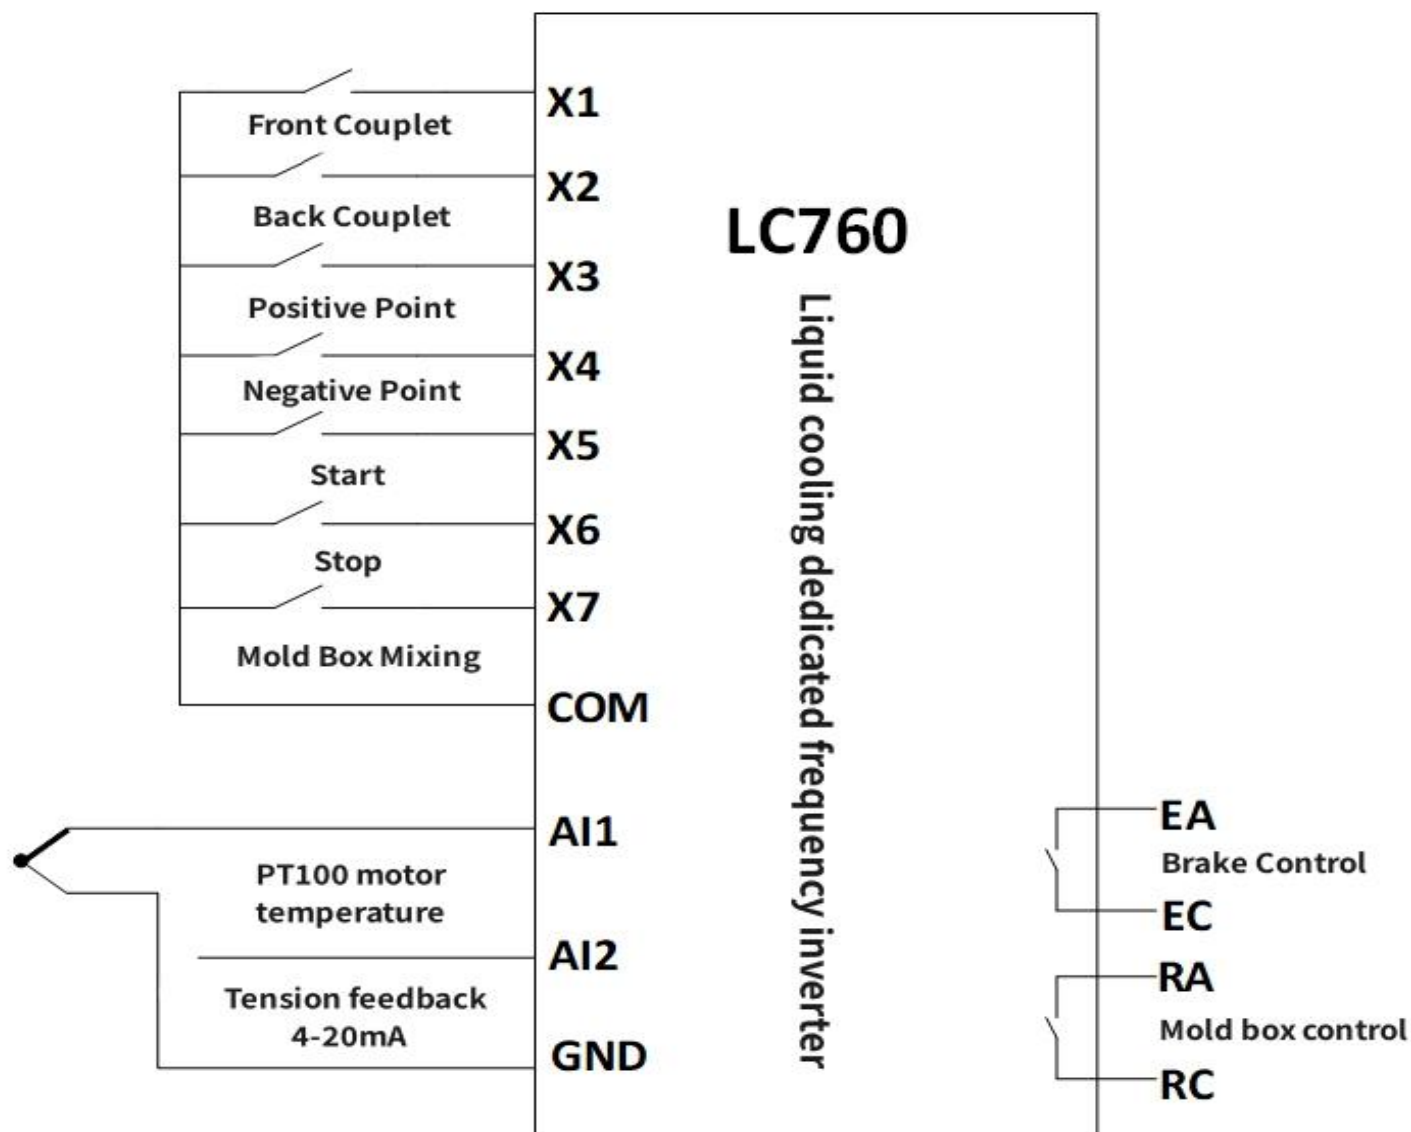 X1
Front Couplet
X2
Back Couplet
X3
Positive Point
X4
Negative Point
X5
Start
X6
Stop
X7
Mold Box Mixing
COM
AI1
PT100 motor
temperature
AI2
Tension feedback
4-20mA
GND
LC760
Liquid cooling dedicated frequency inverter
EA
Brake Control
EC
RA
Mold box control
RC